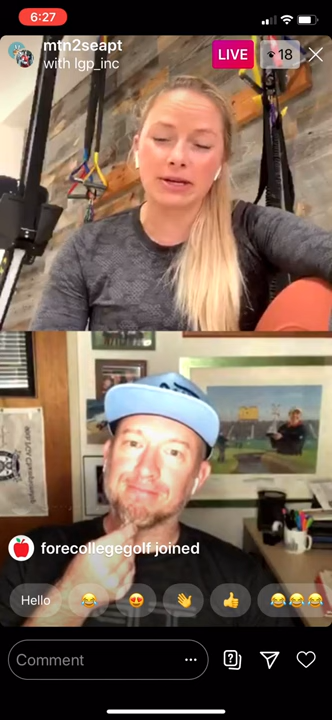 6:27
mtn2seapt
with lgp_inc
LIVE
18
forecollegegolf joined
Hello
Comment